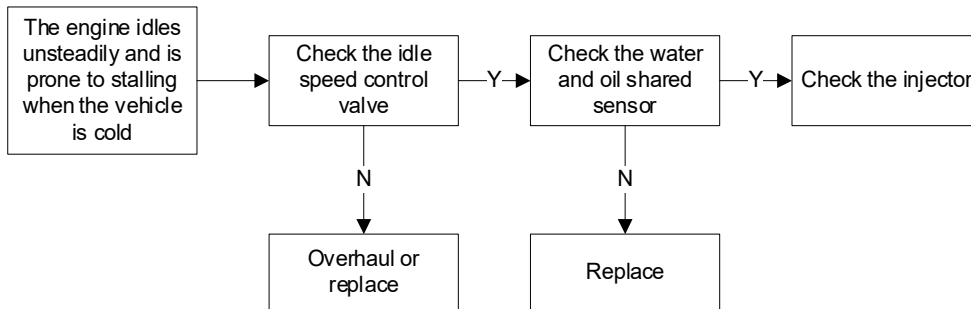 The engine idles
unsteadily and is
prone to stalling
when the vehicle
is cold
Check the idle
speed control
valve
Y
Check the water
and oil shared
sensor
Y
Check the injector
N
N
Overhaul or
replace
Replace